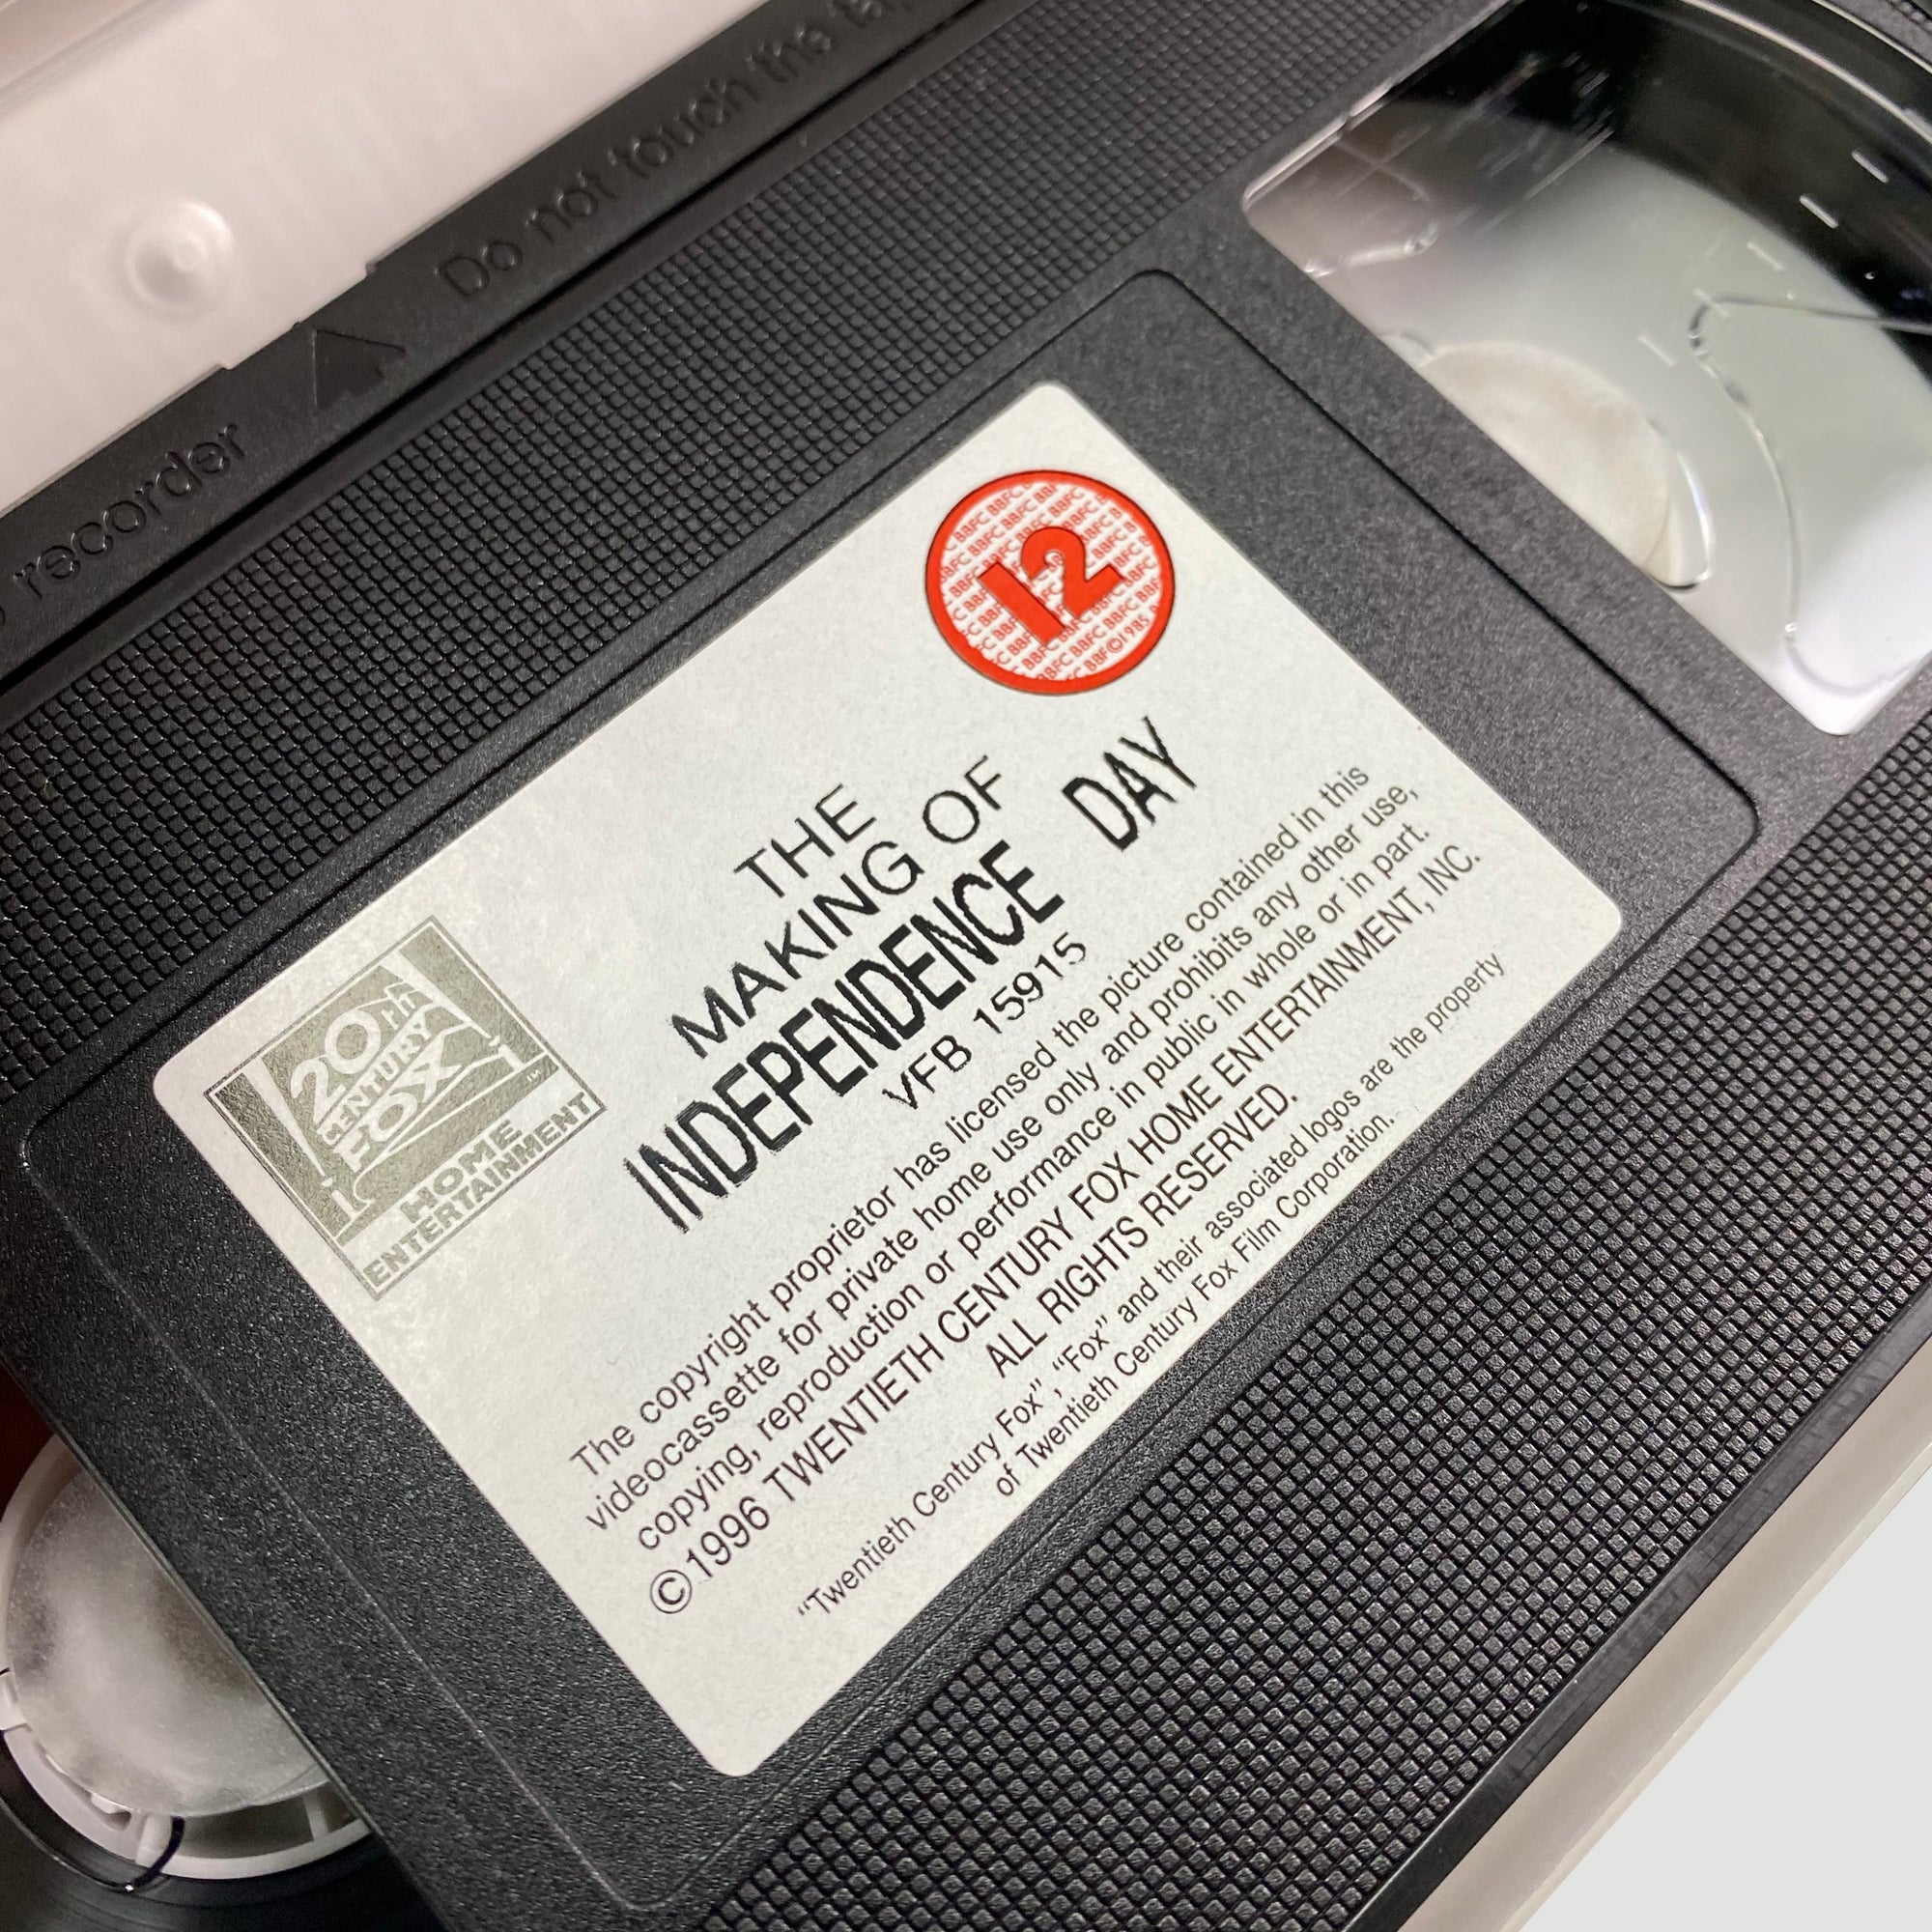 Do not touch the
recorder
12
BBFC ©1985
20TH
CENTURY
FOX
TM
HOME
ENTERTAINMENT
THE
MAKING OF
INDEPENDENCE DAY
VFB 15915
The copyright proprietor has licensed the picture contained in this
videocassette for private home use only and prohibits any other use,
copying, reproduction or performance in public in whole or in part.
©1996 TWENTIETH CENTURY FOX HOME ENTERTAINMENT, INC.
ALL RIGHTS RESERVED.
“Twentieth Century Fox”, “Fox” and their associated logos are the property
of Twentieth Century Fox Film Corporation.